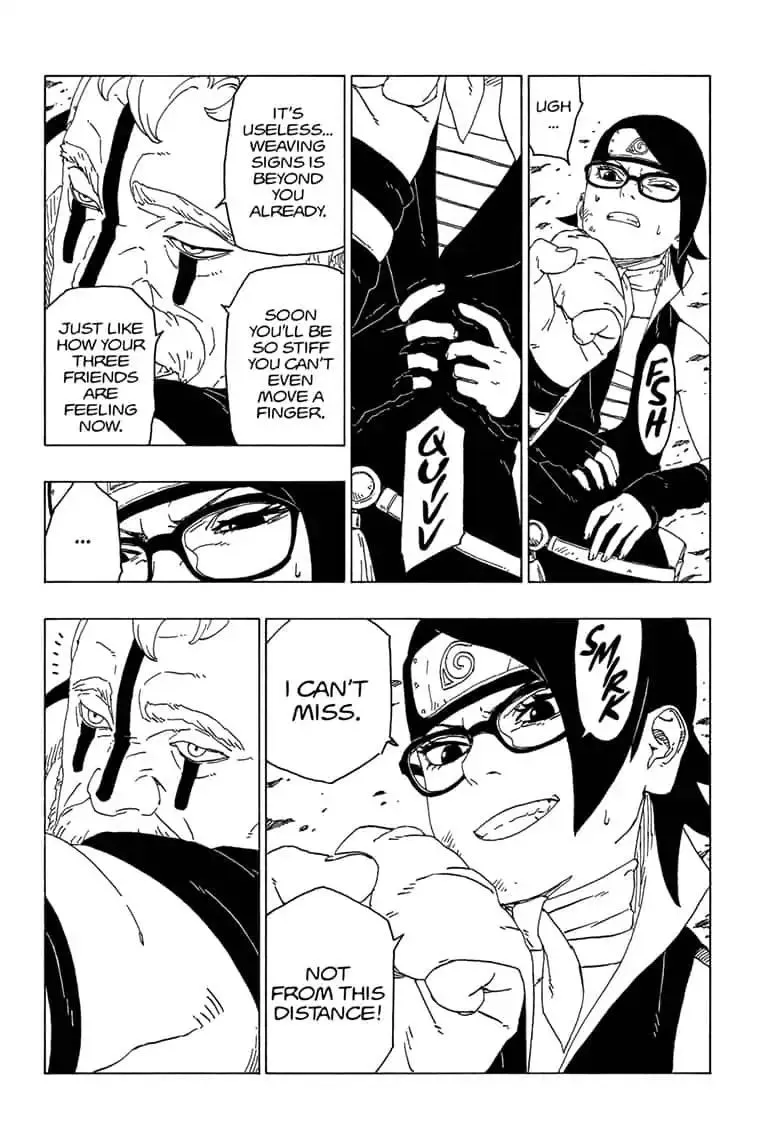 UGH
...
FSH
QUIVV
IT'S
USELESS...
WEAVING
SIGNS IS
BEYOND
YOU
ALREADY.
SOON
YOU'LL BE
SO STIFF
YOU CAN'T
EVEN
MOVE A
FINGER.
JUST LIKE
HOW YOUR
THREE
FRIENDS
ARE
FEELING
NOW.
...
SMRK
I CAN'T
MISS.
NOT
FROM THIS
DISTANCE!